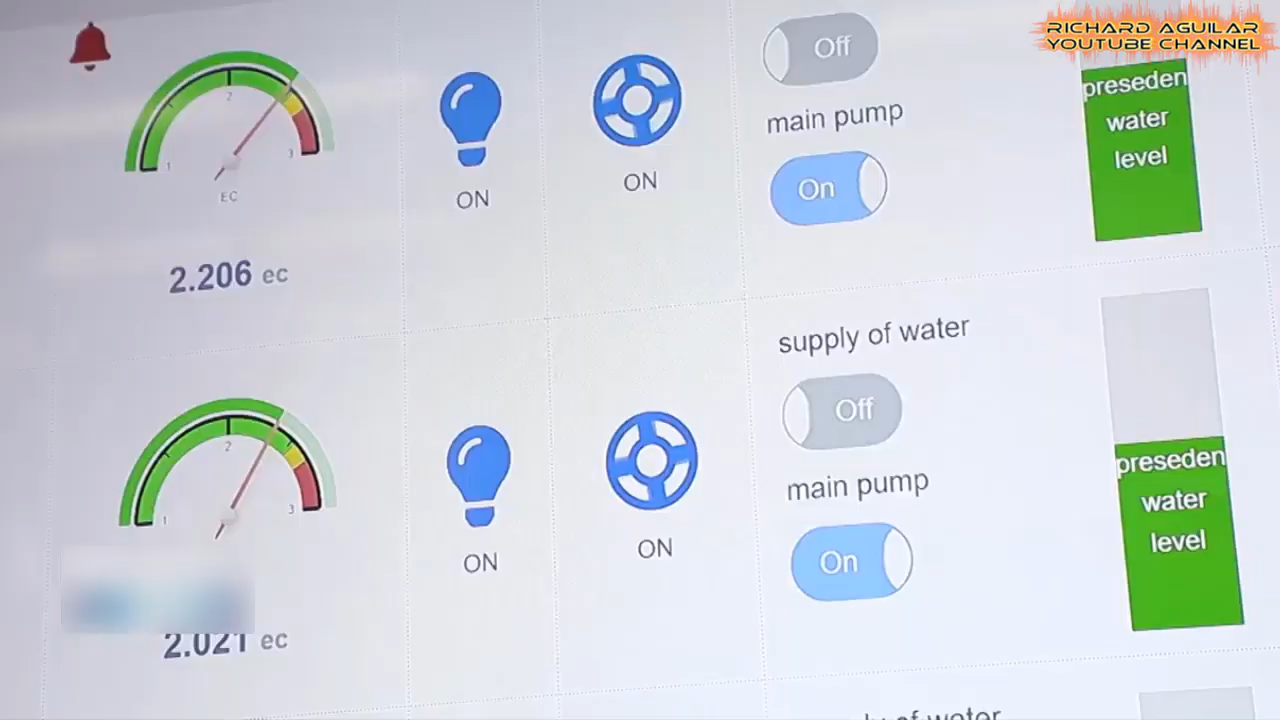 RICHARD AGUILAR
YOUTUBE CHANNEL
Off
main pump
On
ON
ON
2
1
3
EC
2.206 ec
preseden
water
level
supply of water
Off
main pump
On
ON
ON
2
1
3
2.021 ec
preseden
water
level
of water